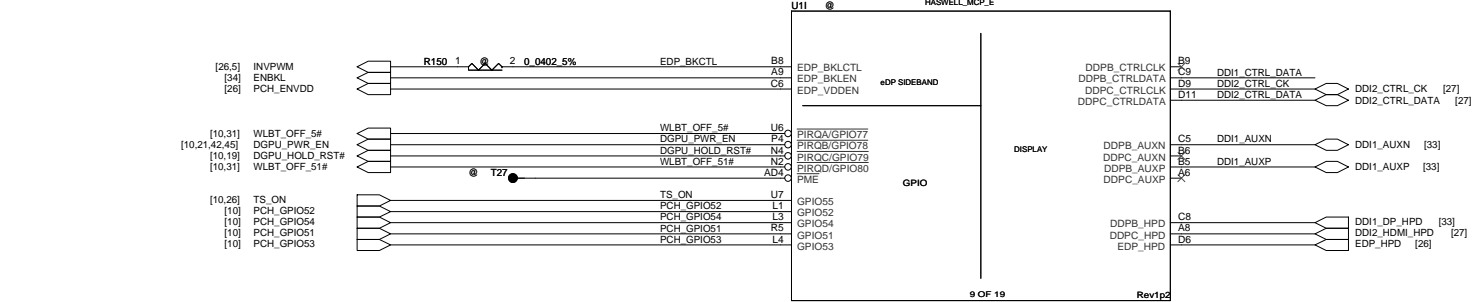 U1I @ HASWELL_MCP_E
[26,5] INVPWM R150 1 @ 2 0_0402_5% EDP_BKCTL B8 EDP_BKLCTL DDPB_CTRLCLK B9
[34] ENBKL A9 EDP_BKLEN eDP SIDEBAND DDPB_CTRLDATA C9 DDI1_CTRL_DATA
[26] PCH_ENVDD C6 EDP_VDDEN DDPC_CTRLCLK D9 DDI2_CTRL_CK DDI2_CTRL_CK [27]
DDPC_CTRLDATA D11 DDI2_CTRL_DATA DDI2_CTRL_DATA [27]
[10,31] WLBT_OFF_5# WLBT_OFF_5# U6 PIRQA/GPIO77
[10,21,42,45] DGPU_PWR_EN DGPU_PWR_EN P4 PIRQB/GPIO78 DISPLAY DDPB_AUXN C5 DDI1_AUXN DDI1_AUXN [33]
[10,19] DGPU_HOLD_RST# DGPU_HOLD_RST# N4 PIRQC/GPIO79 DDPC_AUXN B6
[10,31] WLBT_OFF_51# WLBT_OFF_51# N2 PIRQD/GPIO80 DDPB_AUXP B5 DDI1_AUXP DDI1_AUXP [33]
@ T27 AD4 PME DDPC_AUXP A6
GPIO
[10,26] TS_ON TS_ON U7 GPIO55
[10] PCH_GPIO52 PCH_GPIO52 L1 GPIO52
[10] PCH_GPIO54 PCH_GPIO54 L3 GPIO54 DDPB_HPD C8 DDI1_DP_HPD [33]
[10] PCH_GPIO51 PCH_GPIO51 R5 GPIO51 DDPC_HPD A8 DDI2_HDMI_HPD [27]
[10] PCH_GPIO53 PCH_GPIO53 L4 GPIO53 EDP_HPD D6 EDP_HPD [26]
9 OF 19 Rev1p2